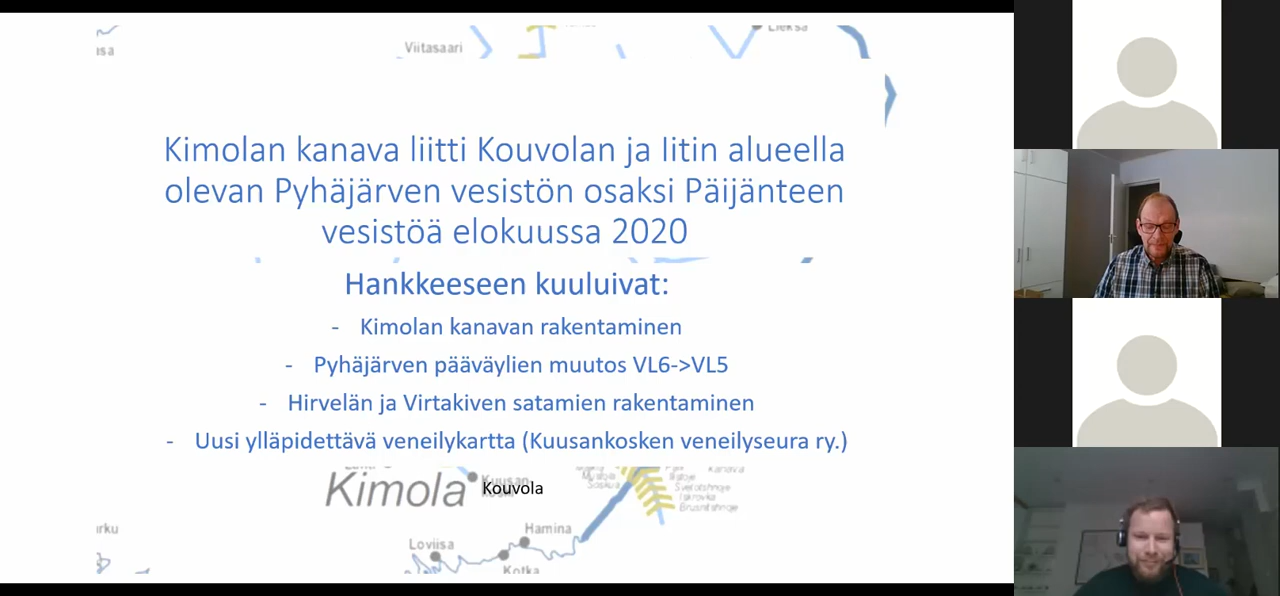 Viitasaari
Lieksa
Kimolan kanava liitti Kouvolan ja Iitin alueella
olevan Pyhäjärven vesistön osaksi Päijänteen
vesistöä elokuussa 2020
Hankkeeseen kuuluivat:
- Kimolan kanavan rakentaminen
- Pyhäjärven pääväylien muutos VL6->VL5
- Hirvelän ja Virtakiven satamien rakentaminen
- Uusi ylläpidettävä veneilykartta (Kuusankosken veneilyseura ry.)
Kimola
Kouvola
Hamina
Loviisa
Kotka